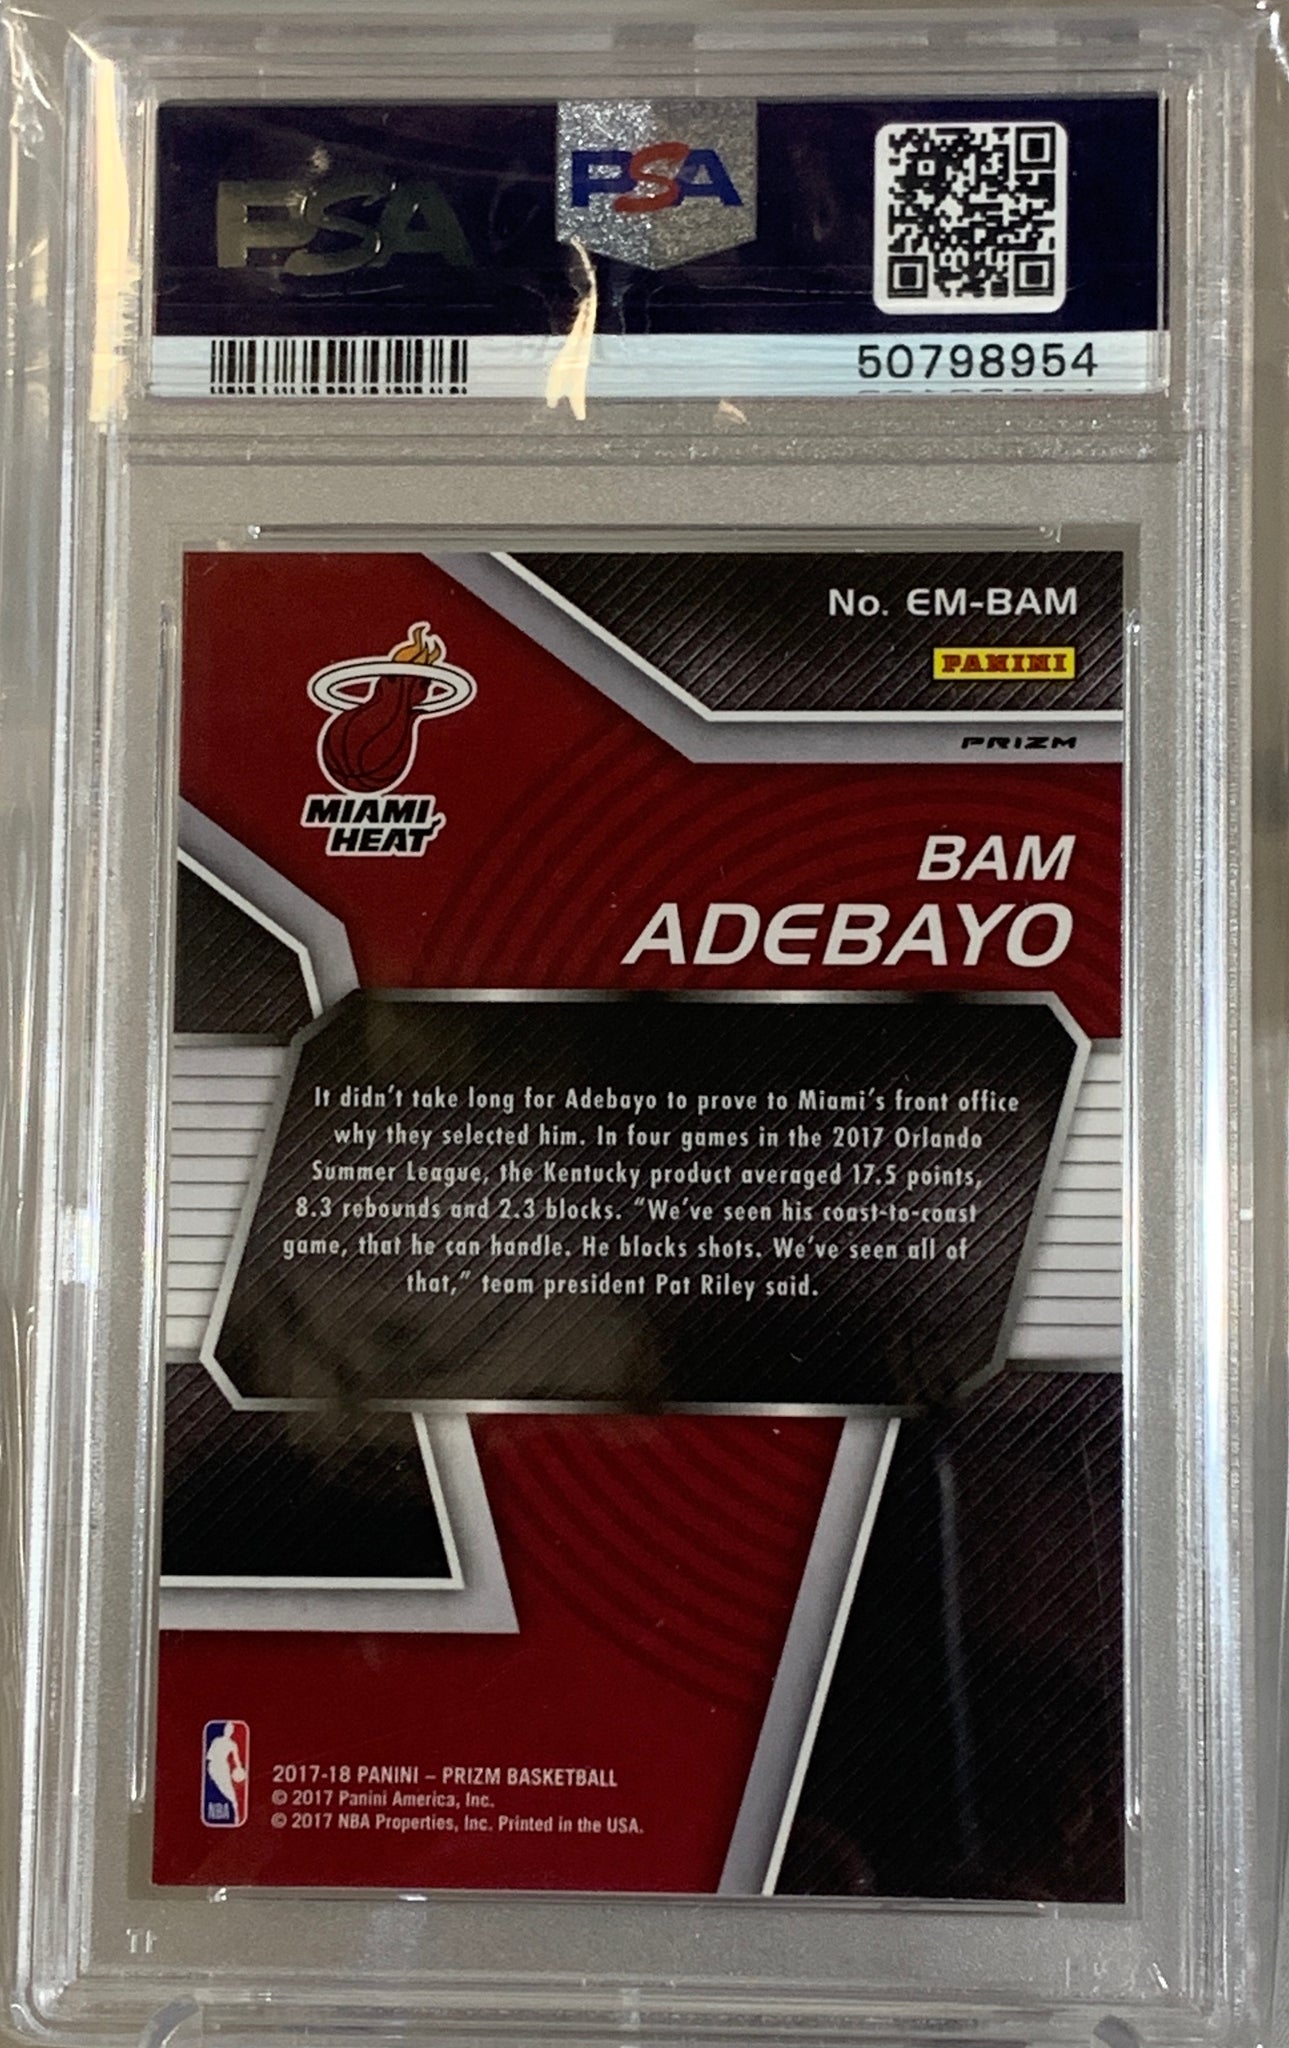 PSA
PSA
50798954
No. EM-BAM
PANINI
PRIZM
MIAMI
HEAT
BAM
ADEBAYO
It didn't take long for Adebayo to prove to Miami's front office
why they selected him. In four games in the 2017 Orlando
Summer League, the Kentucky product averaged 17.5 points,
8.3 rebounds and 2.3 blocks. "We've seen his coast-to-coast
game, that he can handle. He blocks shots. We've seen all of
that," team president Pat Riley said.
NBA
2017-18 PANINI – PRIZM BASKETBALL
© 2017 Panini America, Inc.
© 2017 NBA Properties, Inc. Printed in the USA.